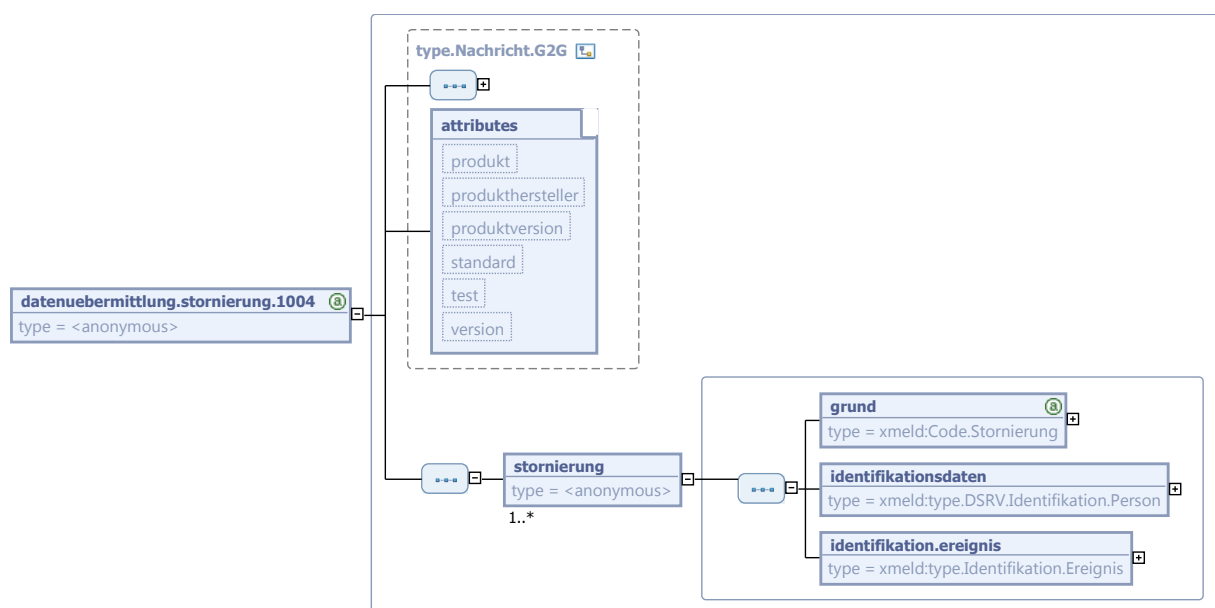 type.Nachricht.G2G
attributes
produkt
produkthersteller
produktversion
standard
test
version
datenuebermittlung.stornierung.1004 a
type = <anonymous>
stornierung
type = <anonymous>
1..*
grund a
type = xmeld:Code.Stornierung
identifikationsdaten
type = xmeld:type.DSRV.Identifikation.Person
identifikation.ereignis
type = xmeld:type.Identifikation.Ereignis